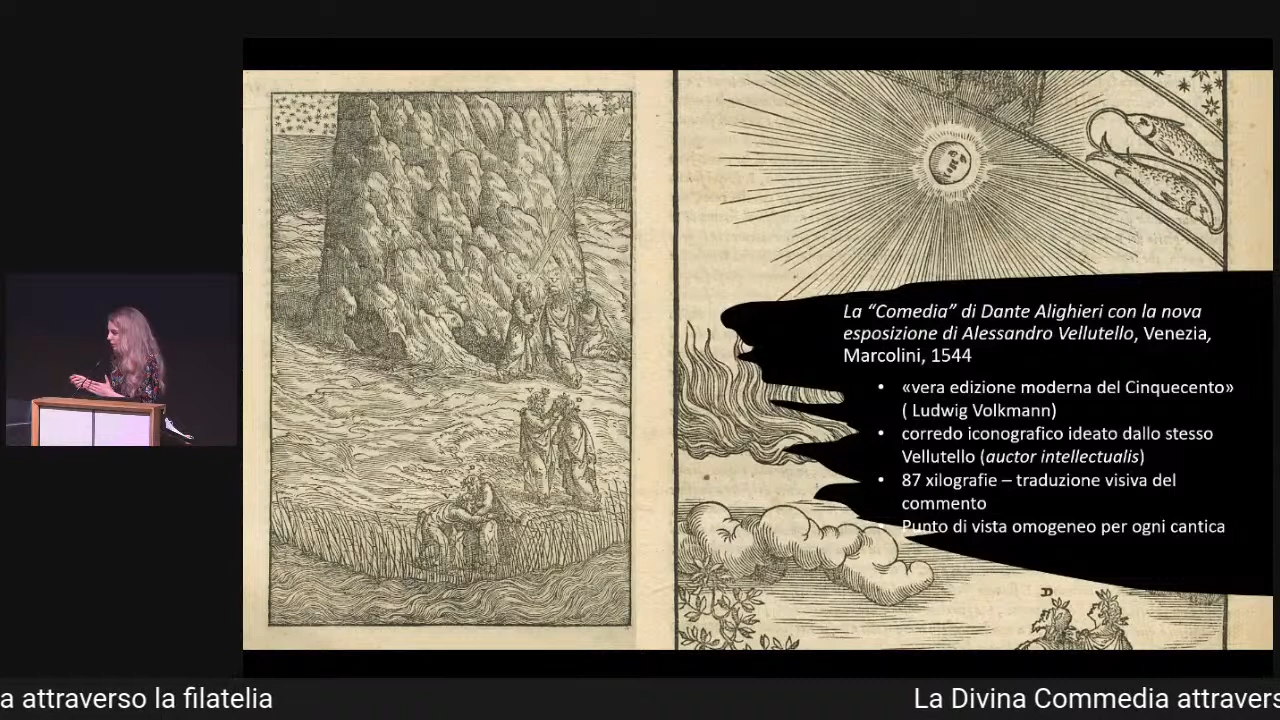 La “Comedia” di Dante Alighieri con la nova
esposizione di Alessandro Vellutello, Venezia,
Marcolini, 1544
• «vera edizione moderna del Cinquecento»
( Ludwig Volkmann)
• corredo iconografico ideato dallo stesso
Vellutello (auctor intellectualis)
• 87 xilografie – traduzione visiva del
commento
• Punto di vista omogeneo per ogni cantica
a attraverso la filatelia
La Divina Commedia attravers